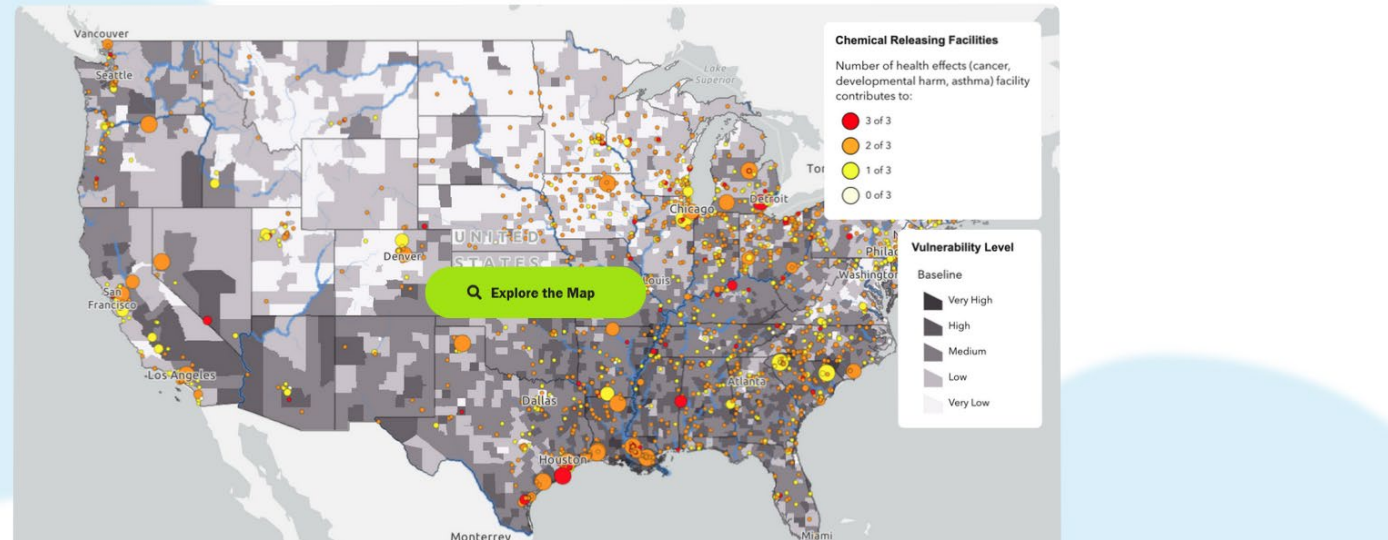 Vancouver
Seattle
Lake
Superior
Tor
Chicago
Detroit
UNITED
STATES
Denver
Louis
Philad
Washington
San
Francisco
Los Angeles
Dallas
Atlanta
Houston
Monterrey
Miami
Explore the Map
Chemical Releasing Facilities
Number of health effects (cancer,
developmental harm, asthma) facility
contributes to:
3 of 3
2 of 3
1 of 3
0 of 3
Vulnerability Level
Baseline
Very High
High
Medium
Low
Very Low